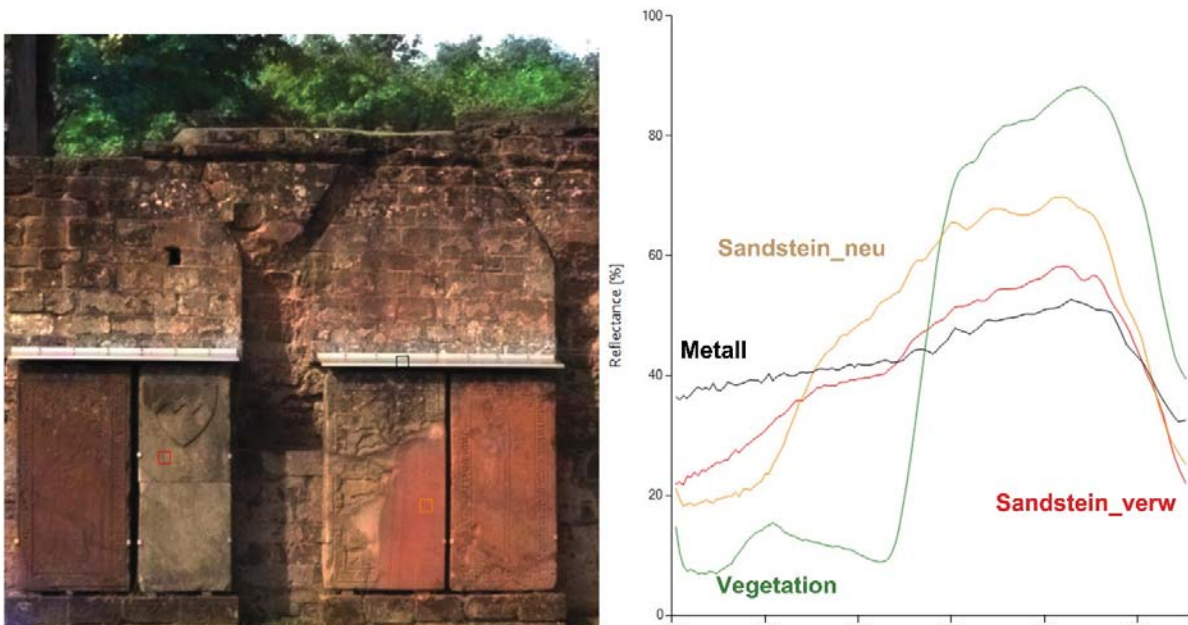 100
80
60
40
20
0
Reflectance [%]
Sandstein_neu
Metall
Sandstein_verw
Vegetation